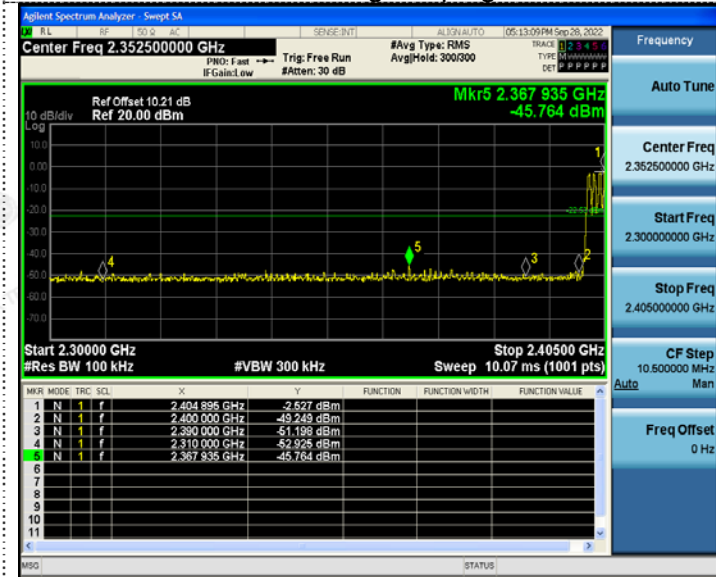 Agilent Spectrum Analyzer - Swept SA
RL RF 50 Ω AC SENSE:INT ALIGN AUTO 05:13:09 PM Sep 28, 2022
Center Freq 2.352500000 GHz #Avg Type: RMS TRACE 1 2 3 4 5 6
PNO: Fast Trig: Free Run Avg|Hold: 300/300 TYPE
IFGain:Low #Atten: 30 dB DET P P P P P P
Mkr5 2.367 935 GHz
Ref Offset 10.21 dB
10 dB/div Ref 20.00 dBm -45.764 dBm
Log
10.0
0.00
-10.0
-20.0
-30.0
-40.0
-50.0
-60.0
-70.0
1
2
3
4
5
Start 2.30000 GHz Stop 2.40500 GHz
#Res BW 100 kHz #VBW 300 kHz Sweep 10.07 ms (1001 pts)
MKR MODE TRC SCL X Y FUNCTION FUNCTION WIDTH FUNCTION VALUE
1 N 1 f 2.404 895 GHz -2.527 dBm
2 N 1 f 2.400 000 GHz -49.249 dBm
3 N 1 f 2.390 000 GHz -51.198 dBm
4 N 1 f 2.310 000 GHz -52.925 dBm
5 N 1 f 2.367 935 GHz -45.764 dBm
6
7
8
9
10
11
MSG STATUS
Frequency
Auto Tune
Center Freq
2.352500000 GHz
Start Freq
2.300000000 GHz
Stop Freq
2.405000000 GHz
CF Step
10.500000 MHz
Auto Man
Freq Offset
0 Hz